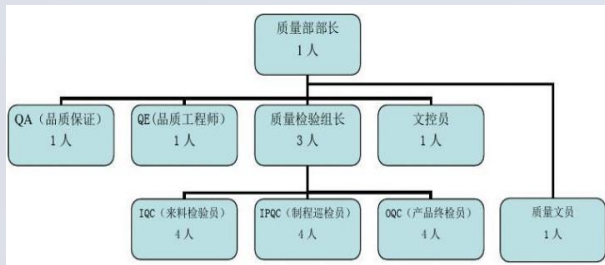 质量部部长
1人
QA（品质保证）
1人
QE(品质工程师）
1人
质量检验组长
3人
文控员
1人
IQC（来料检验员）
4人
IPQC（制程巡检员）
4人
OQC（产品终检员）
4人
质量文员
1人